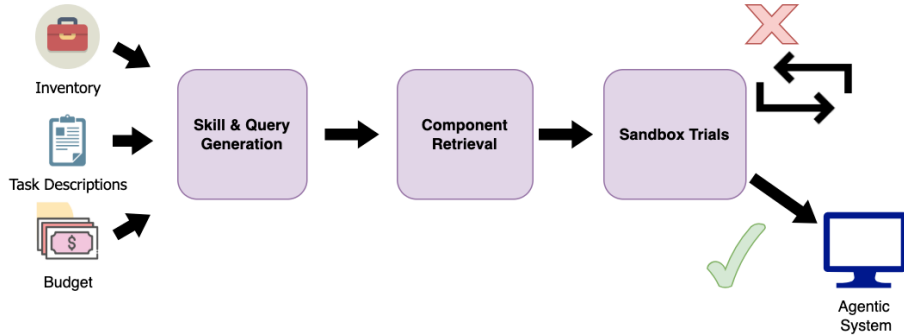 Inventory
Task Descriptions
$
Budget
Skill & Query
Generation
Component
Retrieval
Sandbox Trials
Agentic
System